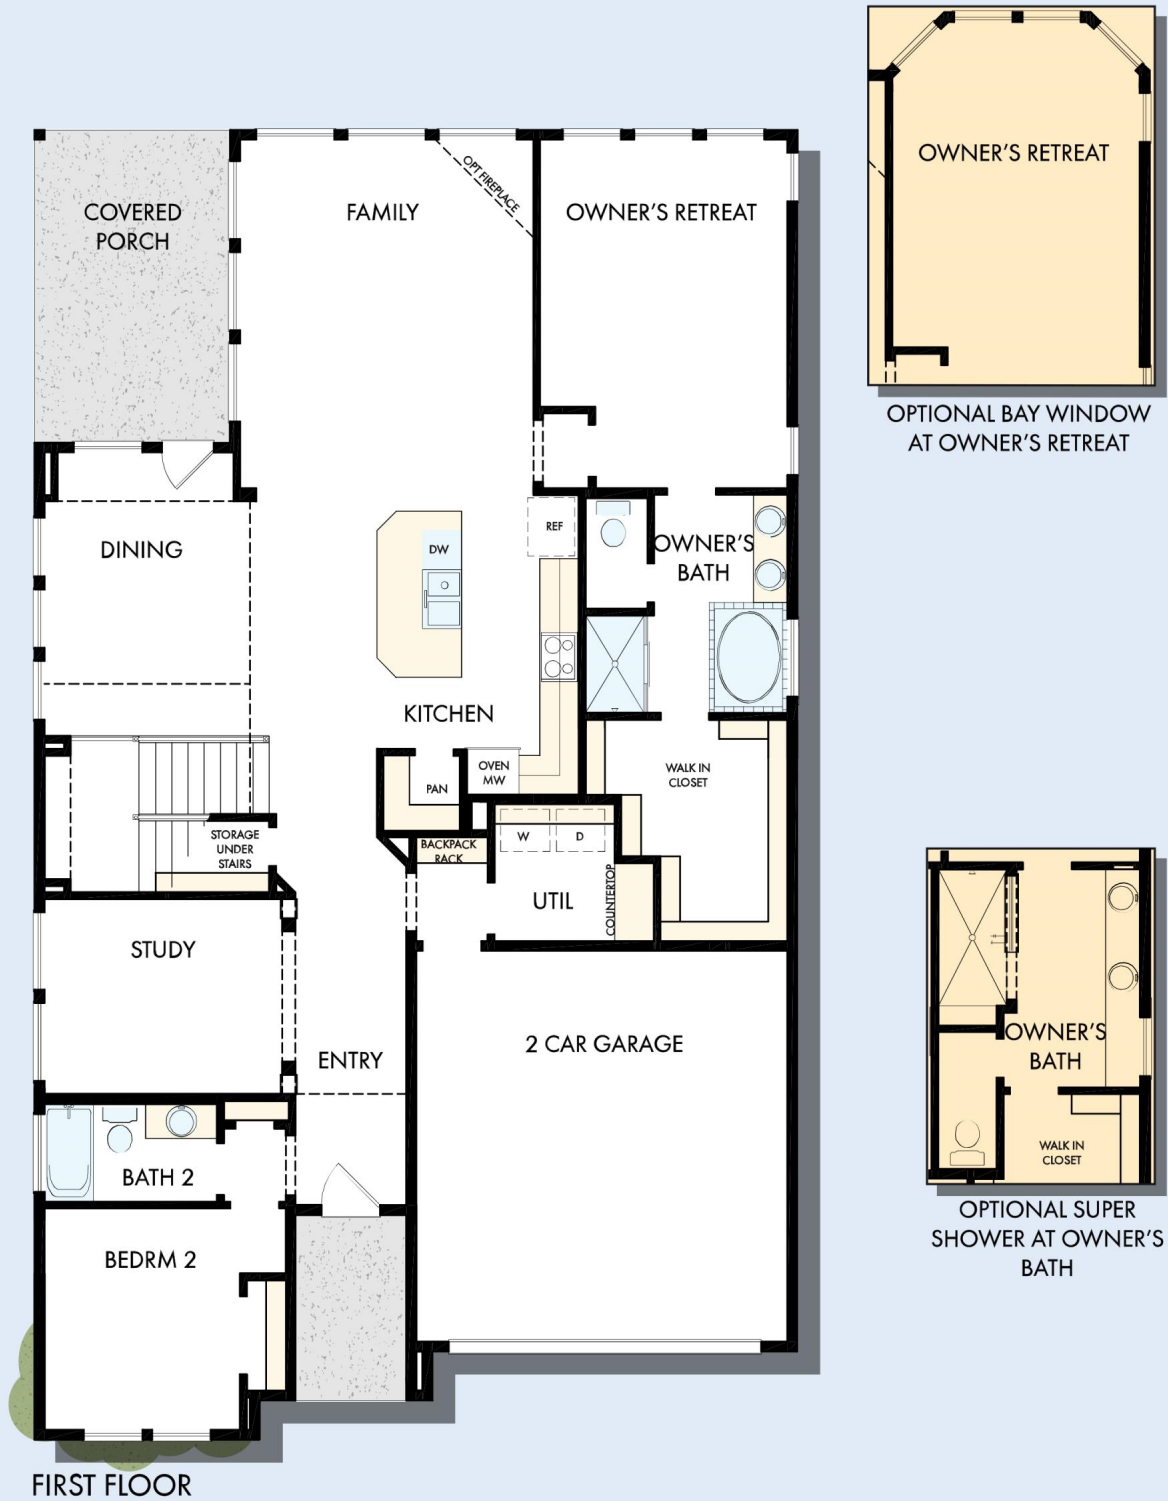 OWNER'S RETREAT
OPTIONAL BAY WINDOW
AT OWNER'S RETREAT
COVERED
PORCH
FAMILY
OPT FIREPLACE
OWNER'S RETREAT
DINING
DW
REF
OWNER'S
BATH
KITCHEN
OVEN
MW
PAN
WALK IN
CLOSET
STORAGE
UNDER
STAIRS
BACKPACK
RACK
W
D
UTIL
COUNTERTOP
STUDY
ENTRY
2 CAR GARAGE
BATH 2
BEDRM 2
FIRST FLOOR
OWNER'S
BATH
WALK IN
CLOSET
OPTIONAL SUPER
SHOWER AT OWNER'S
BATH